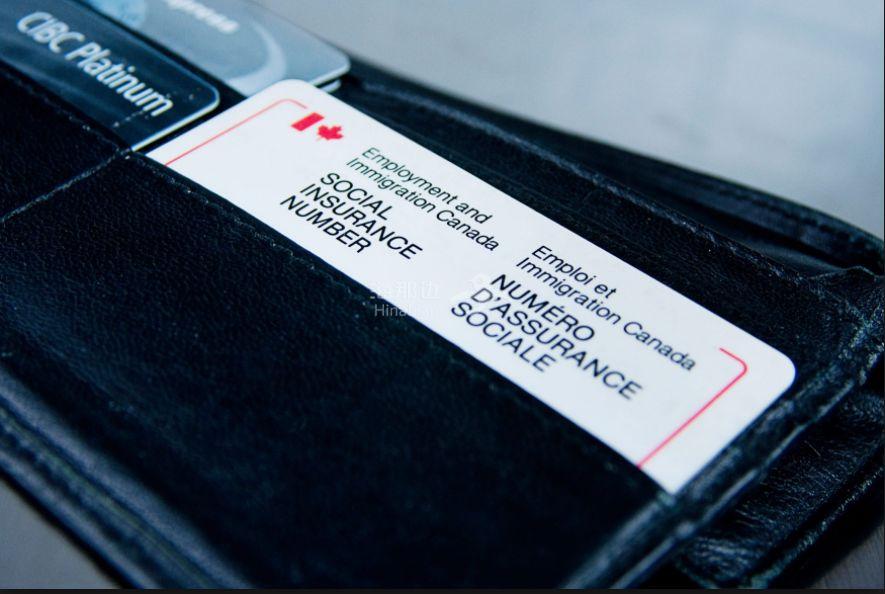 CIBC Platinum
Employment and
Immigration Canada
SOCIAL
INSURANCE
NUMBER
Emploi et
Immigration Canada
NUMÉRO
D'ASSURANCE
SOCIALE